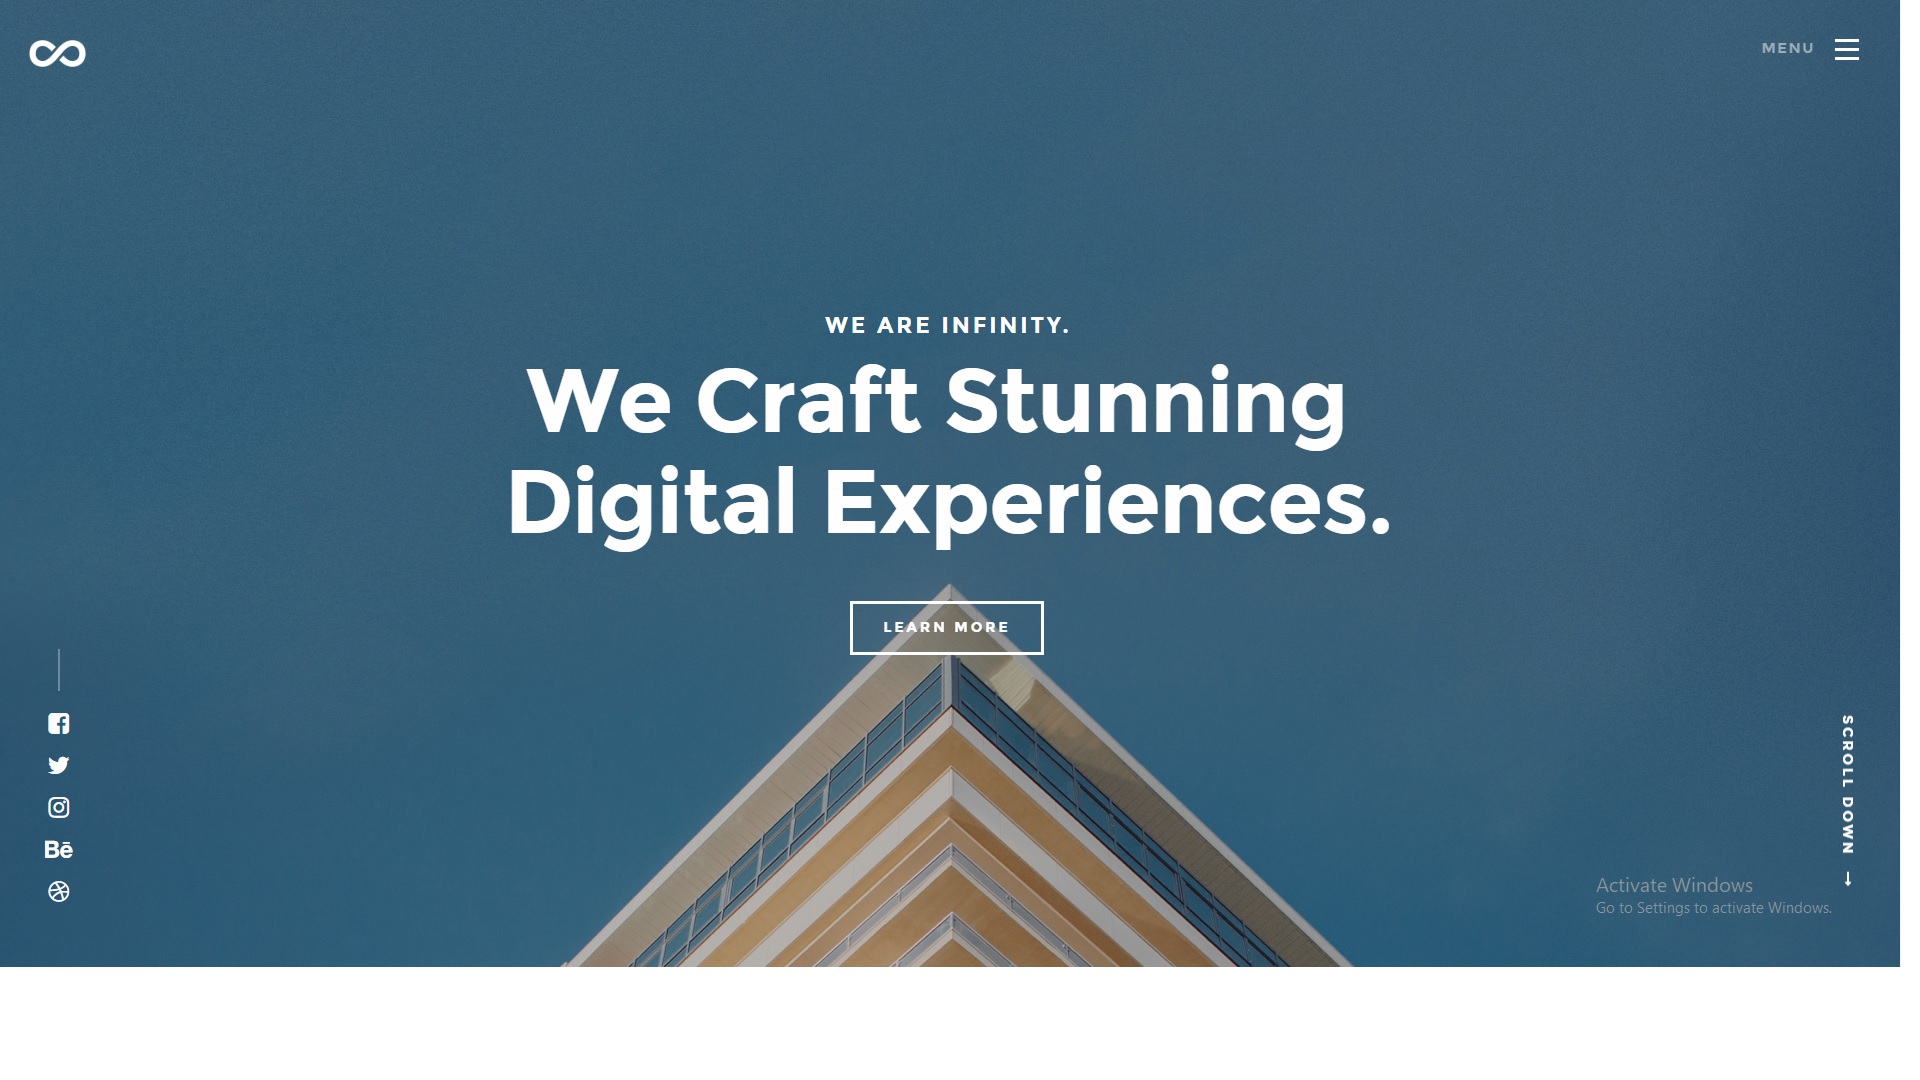 MENU
WE ARE INFINITY.
We Craft Stunning
Digital Experiences.
LEARN MORE
Bē
SCROLL DOWN
Activate Windows
Go to Settings to activate Windows.